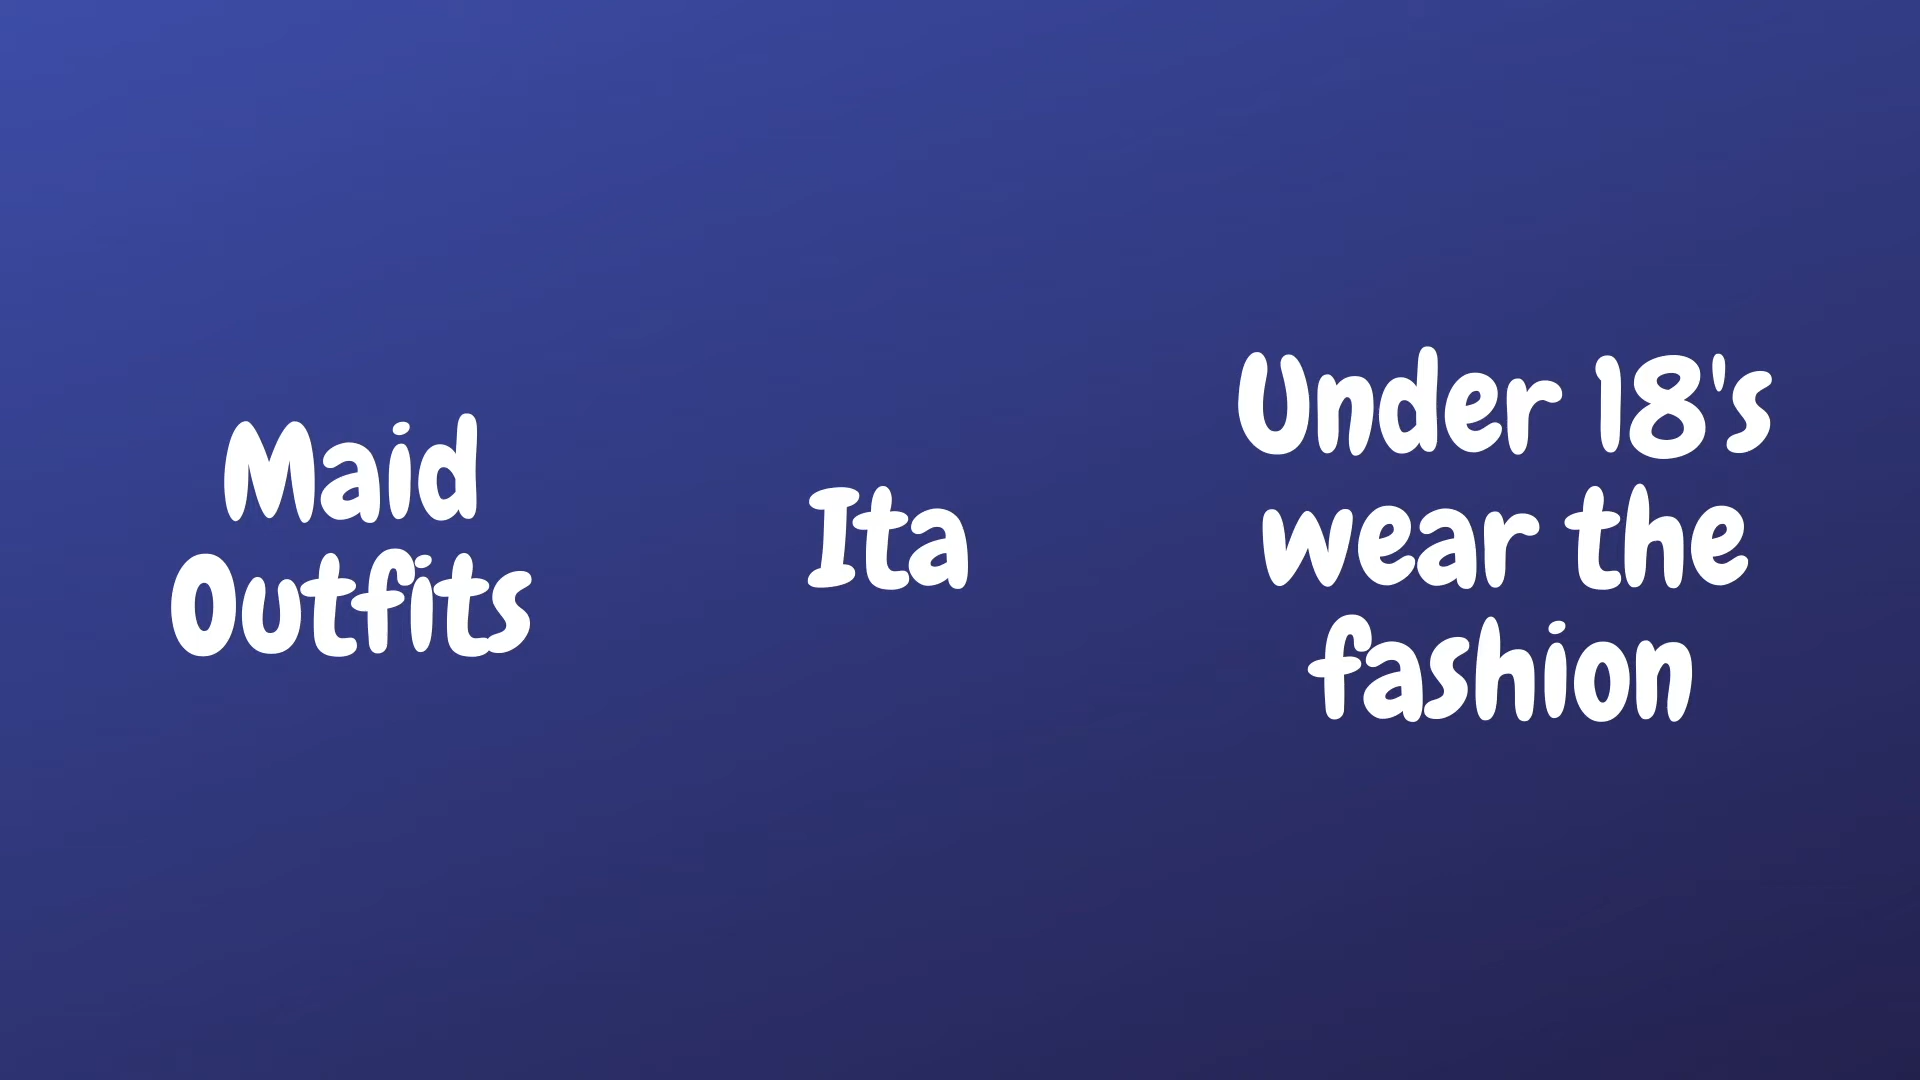 Maid
Outfits
Ita
Under 18's
wear the
fashion